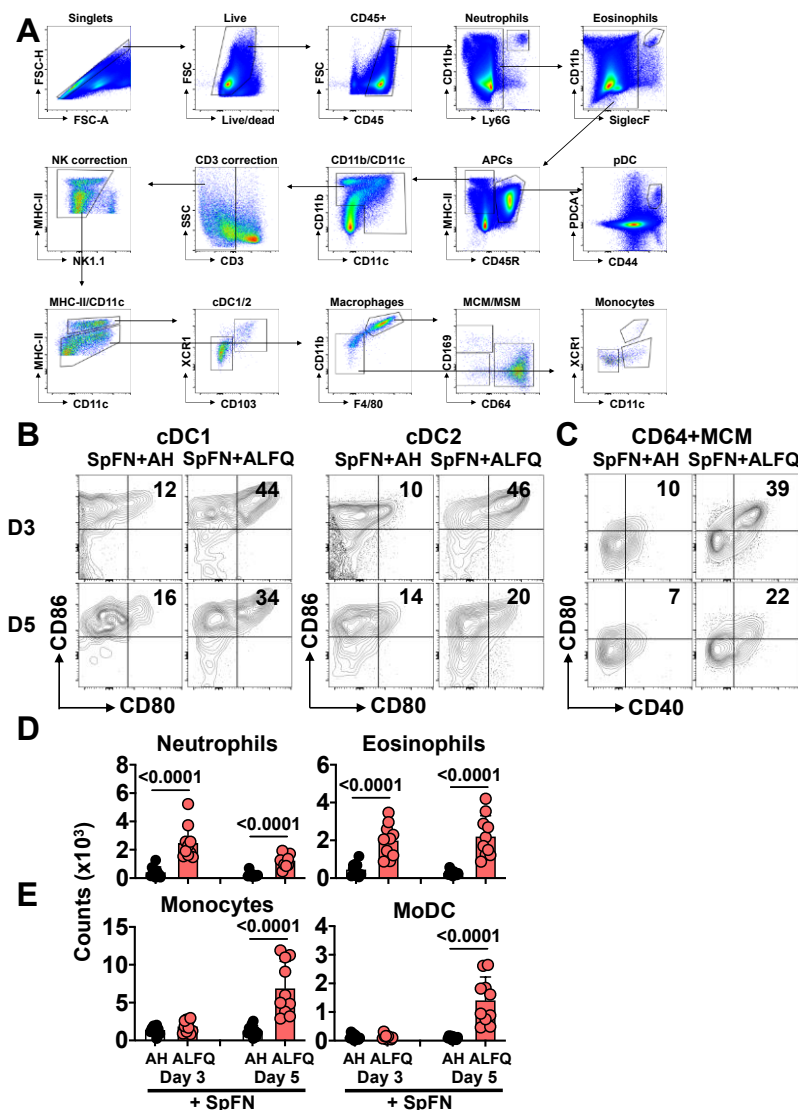 A
Singlets Live CD45+ Neutrophils Eosinophils
FSC-H FSC FSC CD11b CD11b
FSC-A Live/dead CD45 Ly6G SiglecF
NK correction CD3 correction CD11b/CD11c APCs pDC
MHC-II SSC CD11b MHC-II PDCA1
NK1.1 CD3 CD11c CD45R CD44
MHC-II/CD11c cDC1/2 Macrophages MCM/MSM Monocytes
MHC-II XCR1 CD11b CD169 XCR1
CD11c CD103 F4/80 CD64 CD11c
B cDC1 cDC2 C CD64+MCM
SpFN+AH SpFN+ALFQ SpFN+AH SpFN+ALFQ SpFN+AH SpFN+ALFQ
D3 12 44 10 46 10 39
D5 16 34 14 20 7 22
CD86 CD86 CD80
CD80 CD80 CD40
D
Neutrophils Eosinophils
<0.0001 <0.0001 <0.0001 <0.0001
8 6 4 2 0
6 4 2 0
Counts (x10³)
E
Monocytes MoDC
<0.0001 <0.0001
15 10 5 0
4 3 2 1 0
AH ALFQ AH ALFQ AH ALFQ AH ALFQ
Day 3 Day 5 Day 3 Day 5
+ SpFN + SpFN